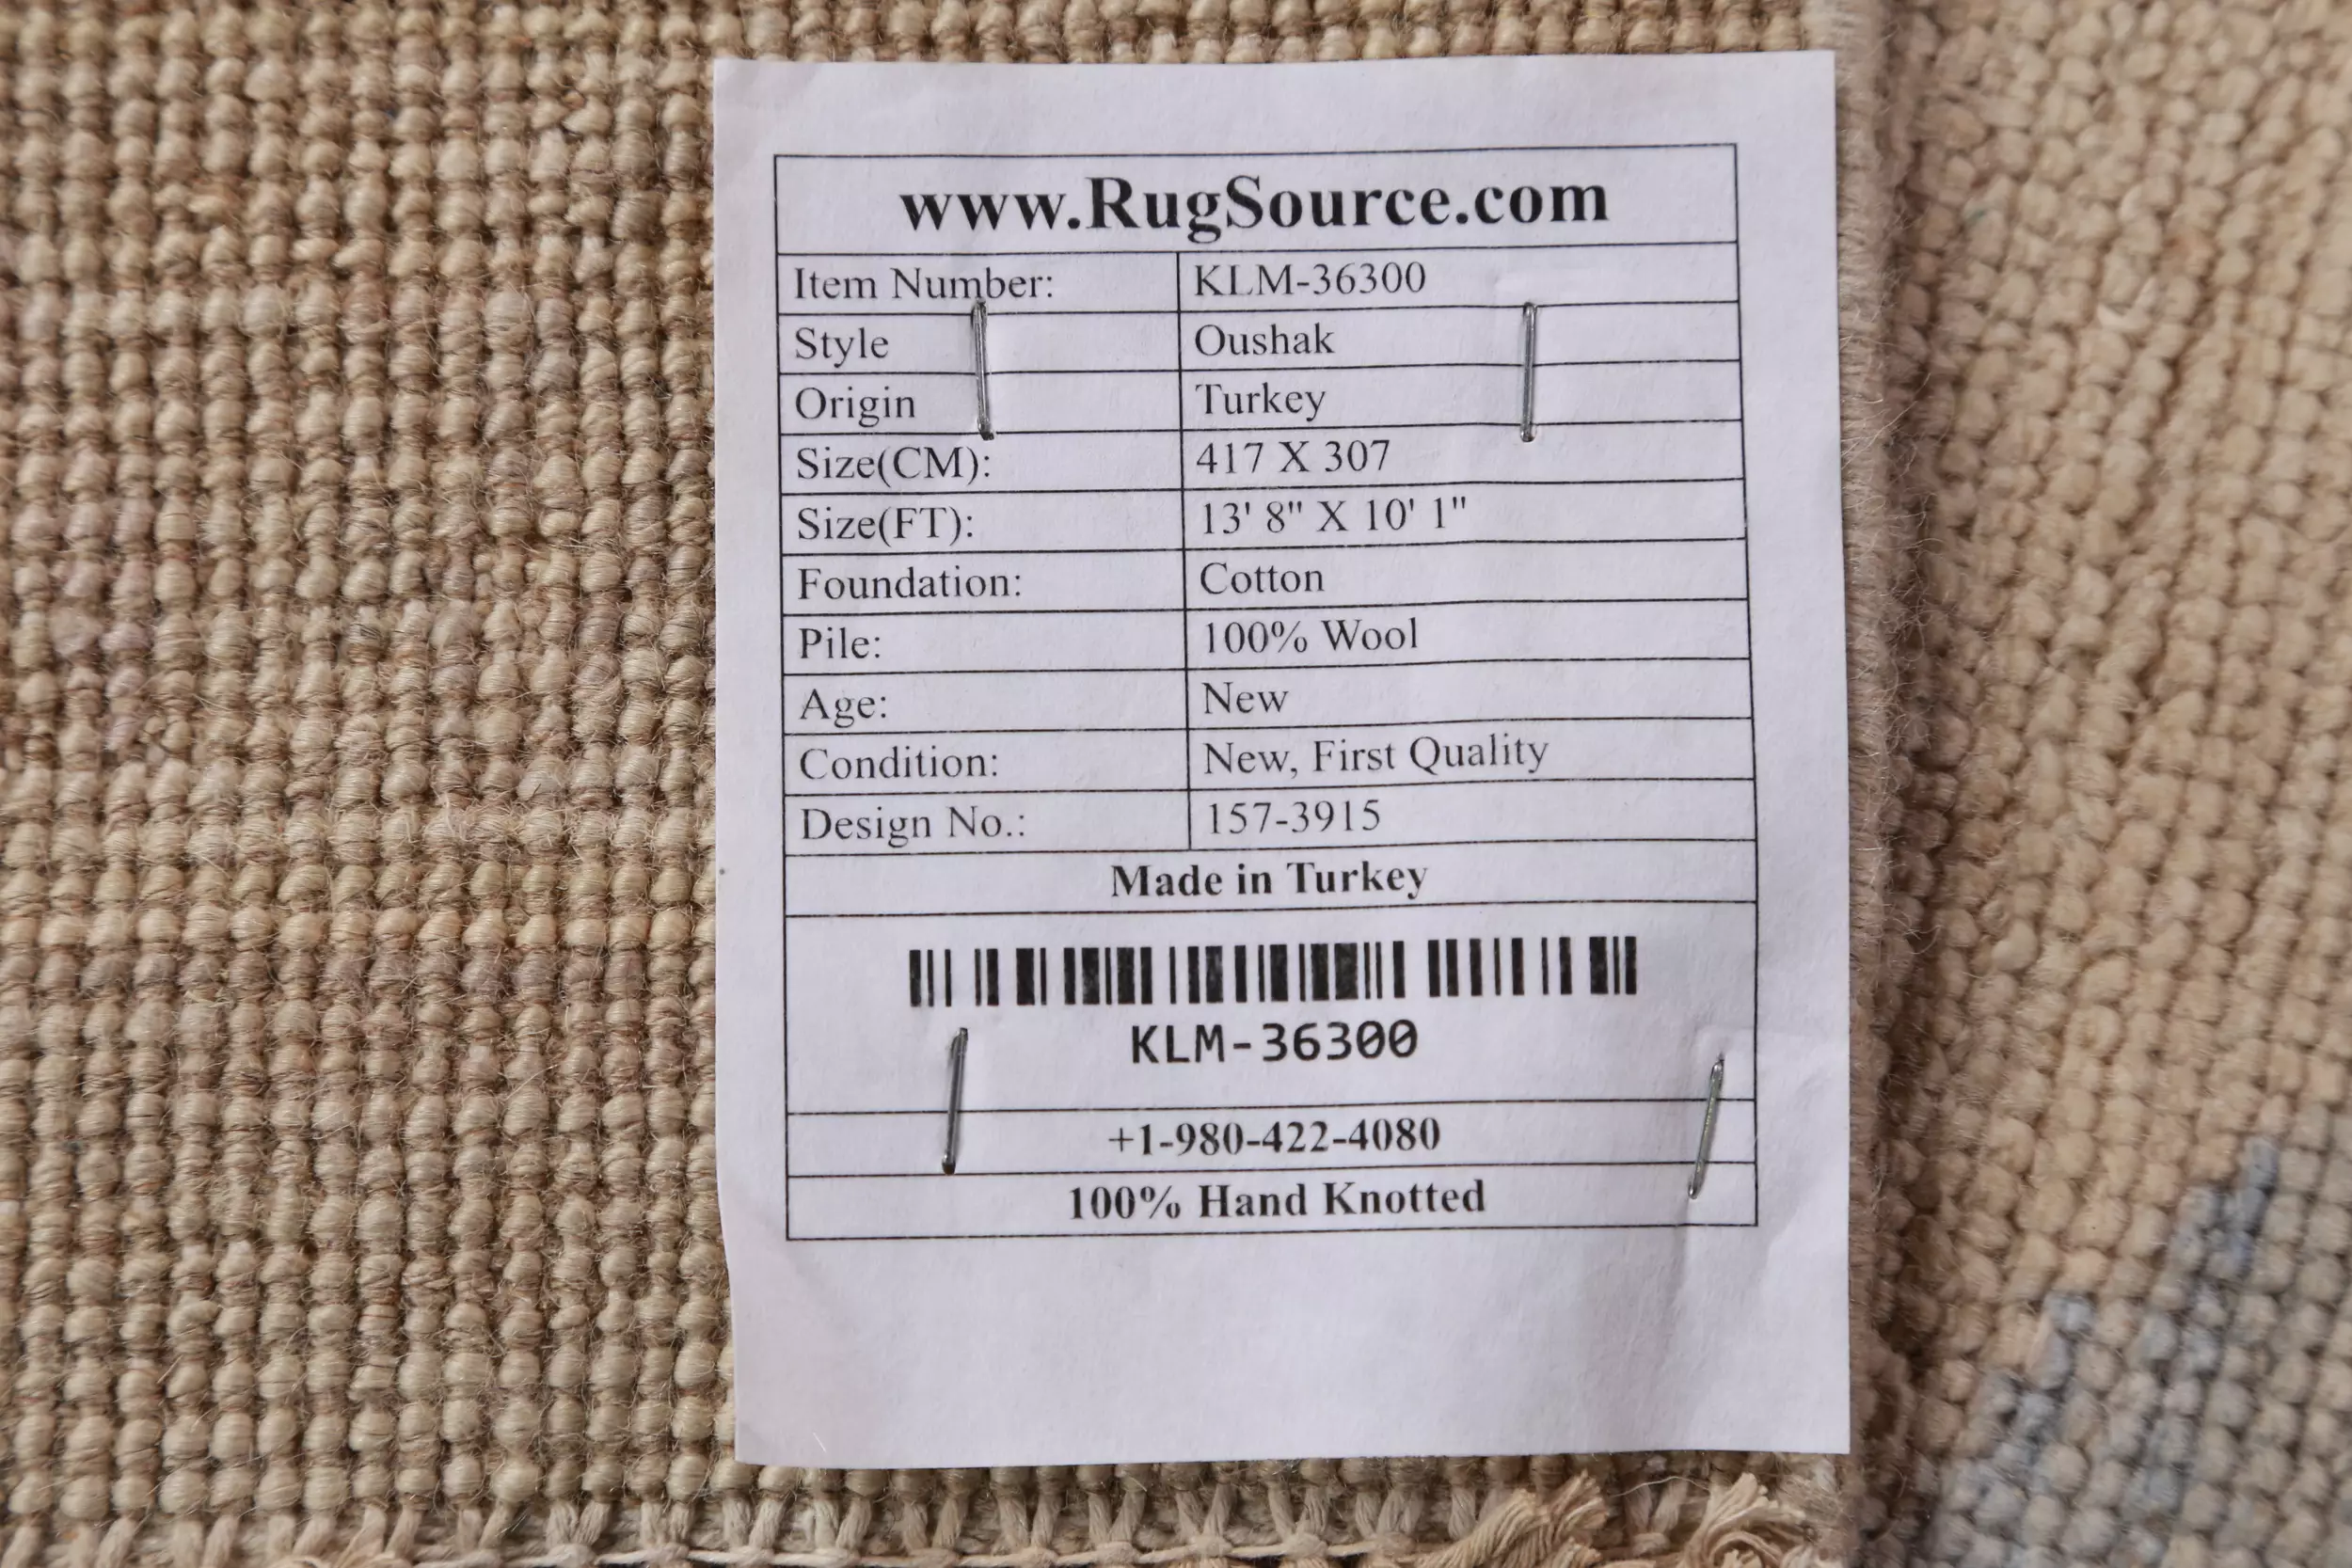 www.RugSource.com
Item Number: KLM-36300
Style Oushak
Origin Turkey
Size(CM): 417 X 307
Size(FT): 13' 8" X 10' 1"
Foundation: Cotton
Pile: 100% Wool
Age: New
Condition: New, First Quality
Design No.: 157-3915
Made in Turkey
KLM-36300
+1-980-422-4080
100% Hand Knotted